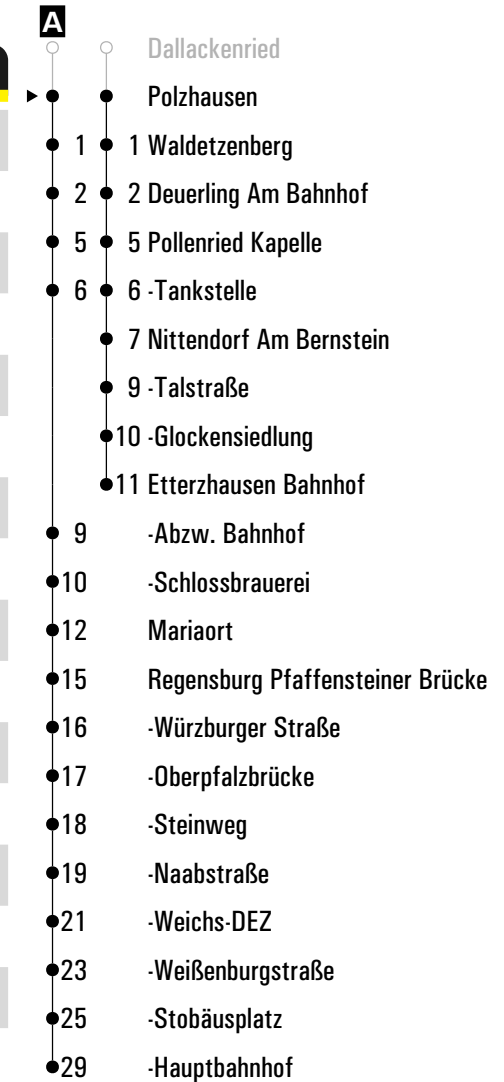 A
Dallackenried
Polzhausen
1 1 Waldetzenberg
2 2 Deuerling Am Bahnhof
5 5 Pollenried Kapelle
6 6 -Tankstelle
7 Nittendorf Am Bernstein
9 -Talstraße
10 -Glockensiedlung
11 Etterzhausen Bahnhof
9 -Abzw. Bahnhof
10 -Schlossbrauerei
12 Mariaort
15 Regensburg Pfaffensteiner Brücke
16 -Würzburger Straße
17 -Oberpfalzbrücke
18 -Steinweg
19 -Naabstraße
21 -Weichs-DEZ
23 -Weißenburgstraße
25 -Stobäusplatz
29 -Hauptbahnhof